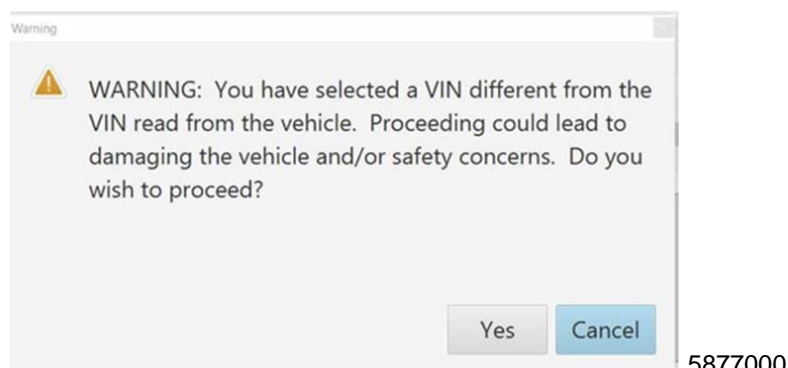 Warning
WARNING: You have selected a VIN different from the
VIN read from the vehicle. Proceeding could lead to
damaging the vehicle and/or safety concerns. Do you
wish to proceed?
Yes
Cancel
5877000